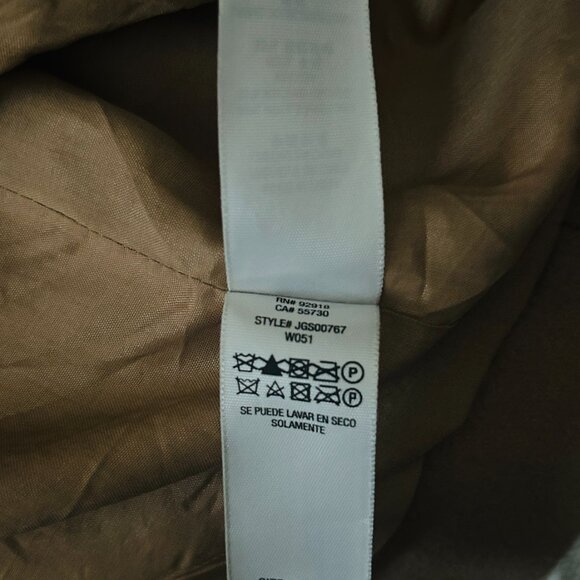 RN# 92918
CA# 55730
STYLE# JGS00767
W051
P
P
SE PUEDE LAVAR EN SECO
SOLAMENTE